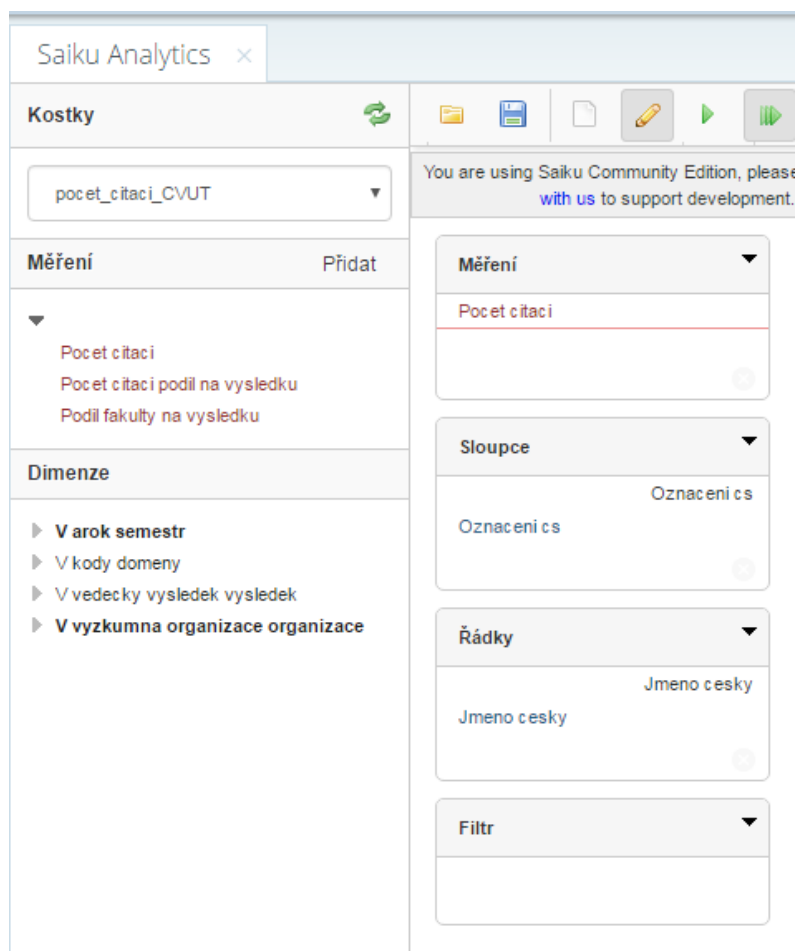 Saiku Analytics ×
Kostky
pocet_citaci_CVUT
Měření Přidat
Pocet citaci
Pocet citaci podil na vysledku
Podil fakulty na vysledku
Dimenze
V arok semestr
V kody domeny
V vedecky vysledek vysledek
V vyzkumna organizace organizace
You are using Saiku Community Edition, please
with us to support development.
Měření
Pocet citaci
Sloupce
Oznaceni cs
Oznaceni cs
Řádky
Jmeno cesky
Jmeno cesky
Filtr